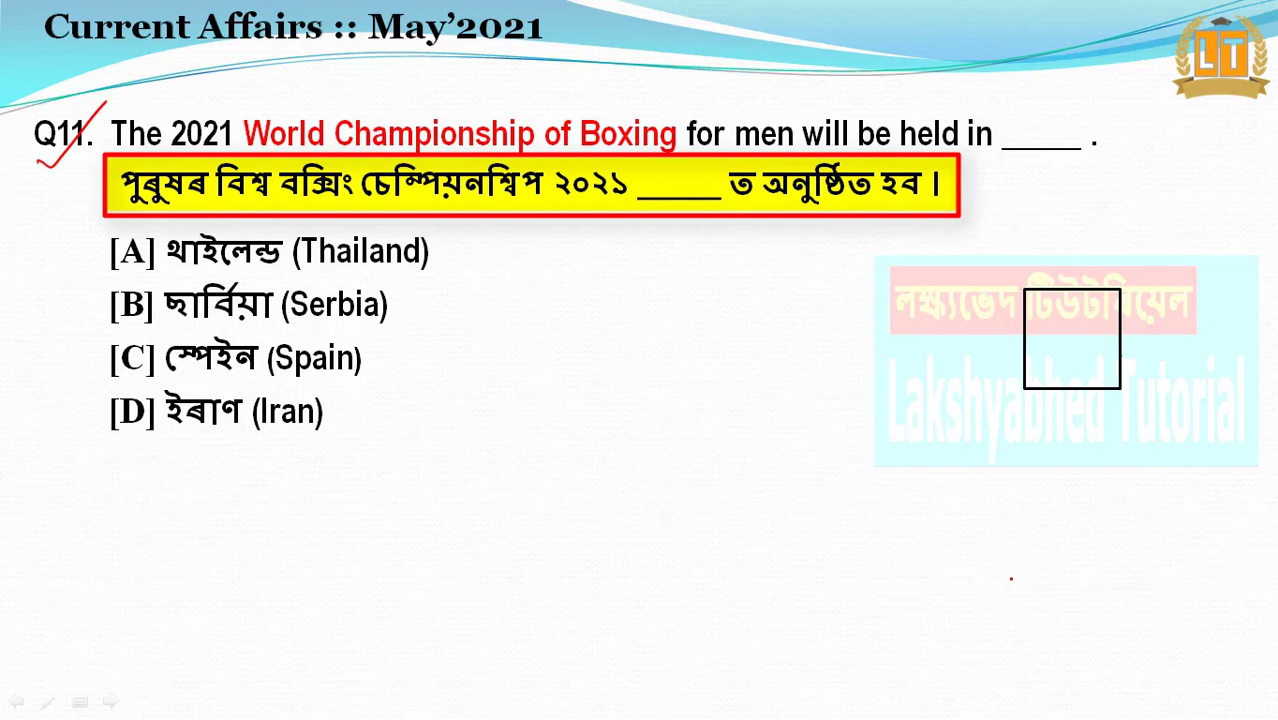 Current Affairs :: May’2021
LT
Q11. The 2021 World Championship of Boxing for men will be held in _____ .
পুৰুষৰ বিশ্ব বক্সিং চেম্পিয়নশ্বিপ ২০২১ _____ ত অনুষ্ঠিত হব ।
[A] থাইলেন্ড (Thailand)
[B] ছাৰ্বিয়া (Serbia)
[C] স্পেইন (Spain)
[D] ইৰাণ (Iran)
লক্ষ্যভেদ টিউটৰিয়েল
Lakshyabhed Tutorial